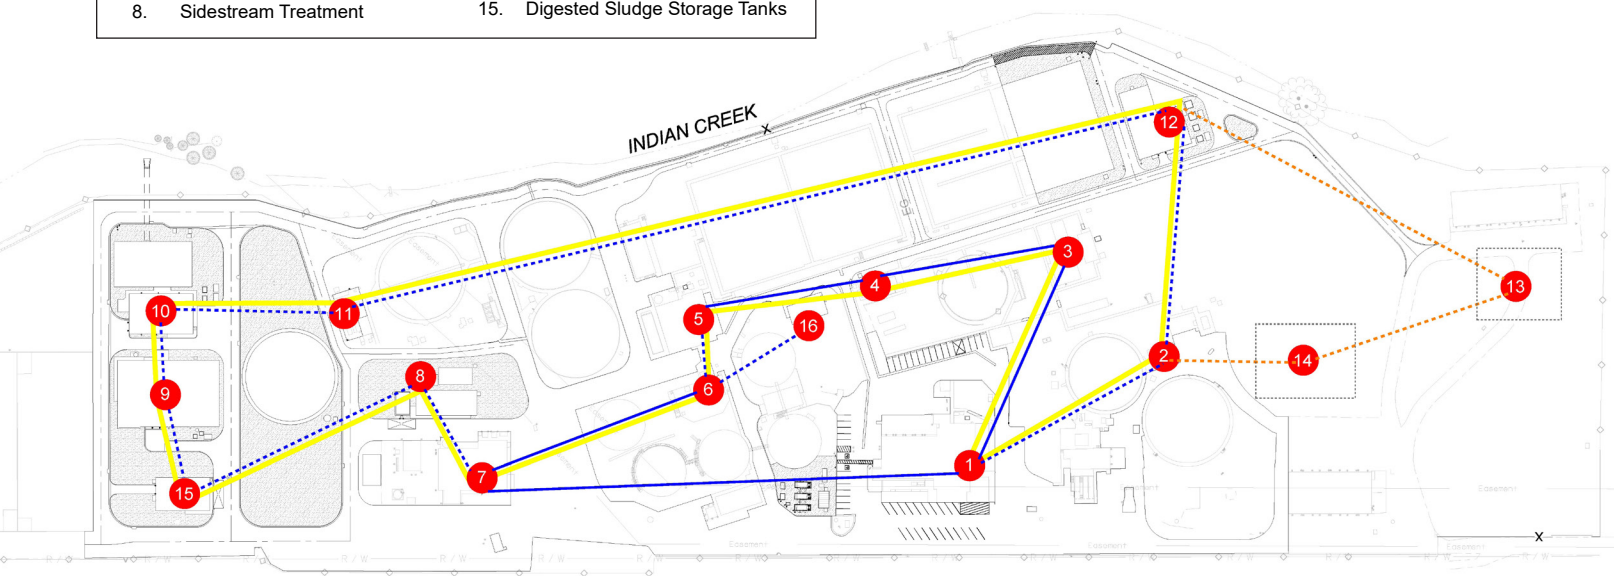 8. Sidestream Treatment 15. Digested Sludge Storage Tanks
INDIAN CREEK
X
12
3
4
13
10
11
5
16
2
14
8
6
9
1
7
15
Easement
Easement
Easement
X
R/W
R/W
R/W
R/W
R/W
R/W
R/W